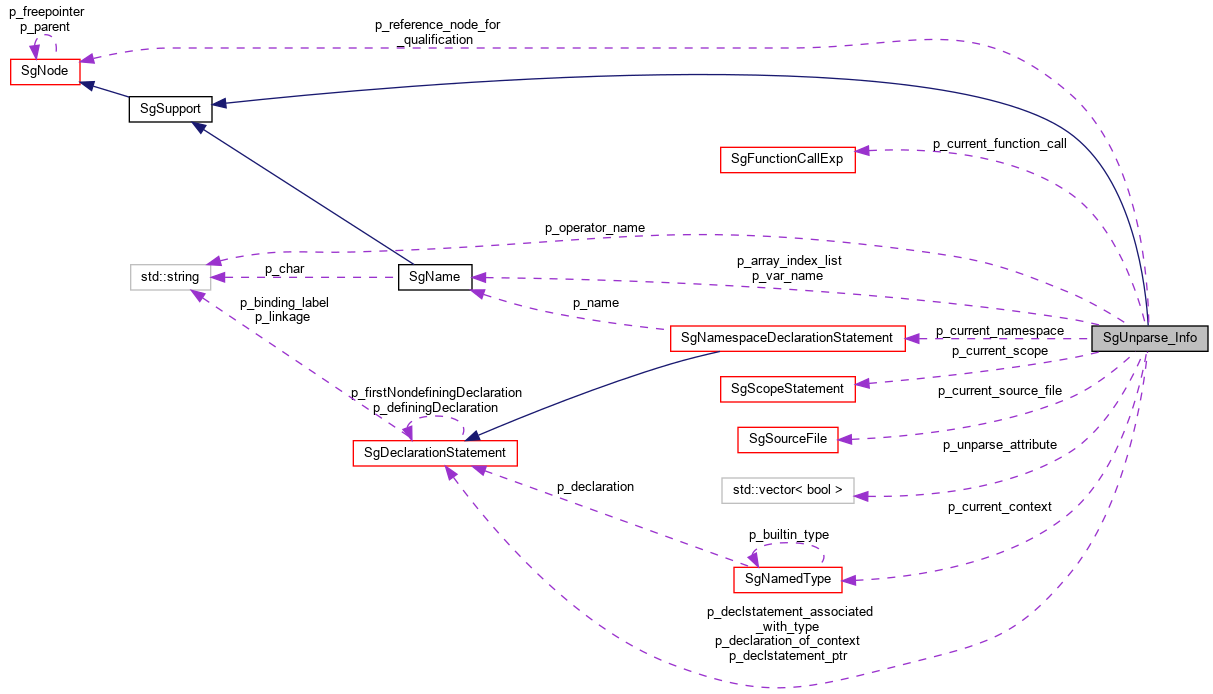 p_freepointer
p_parent
p_reference_node_for
_qualification
SgNode
SgSupport
p_current_function_call
SgFunctionCallExp
p_operator_name
p_array_index_list
p_var_name
std::string
p_char
SgName
p_binding_label
p_linkage
p_name
SgNamespaceDeclarationStatement
p_current_namespace
SgUnparse_Info
p_current_scope
SgScopeStatement
p_firstNondefiningDeclaration
p_definingDeclaration
p_current_source_file
SgSourceFile
SgDeclarationStatement
p_unparse_attribute
p_declaration
std::vector< bool >
p_current_context
p_builtin_type
SgNamedType
p_declstatement_associated
_with_type
p_declaration_of_context
p_declstatement_ptr